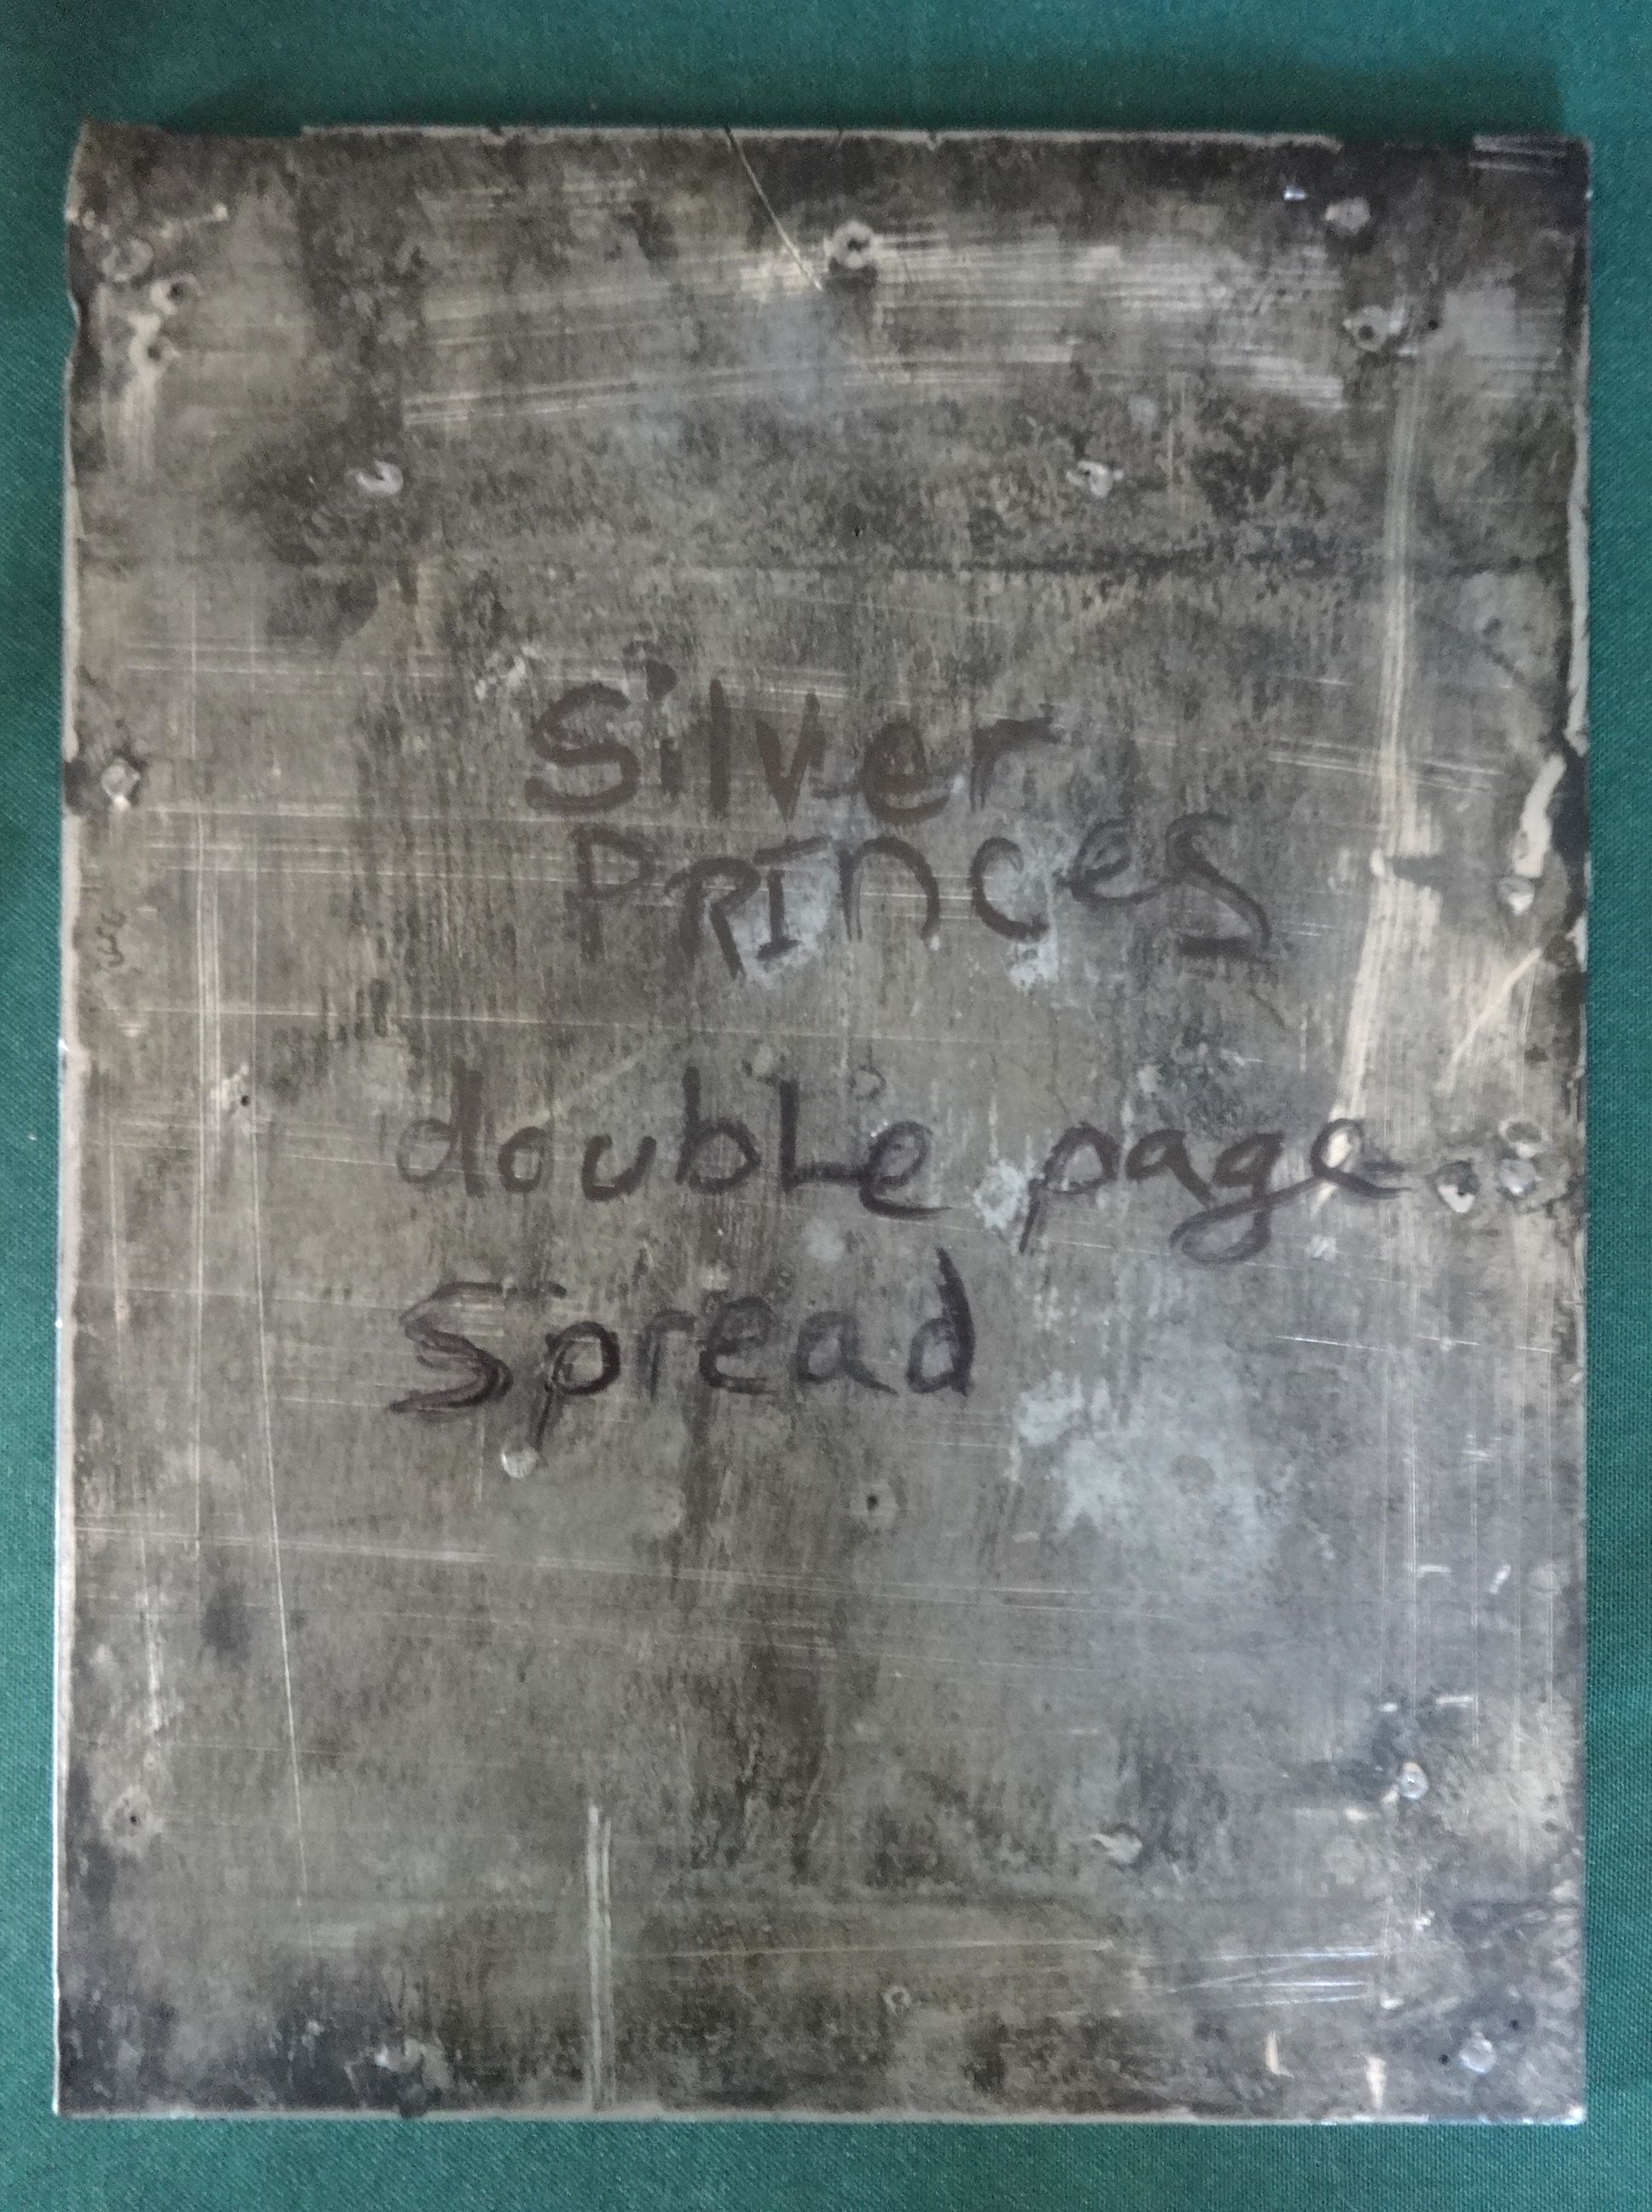 Silver
PRInces
doubLe page
Spread